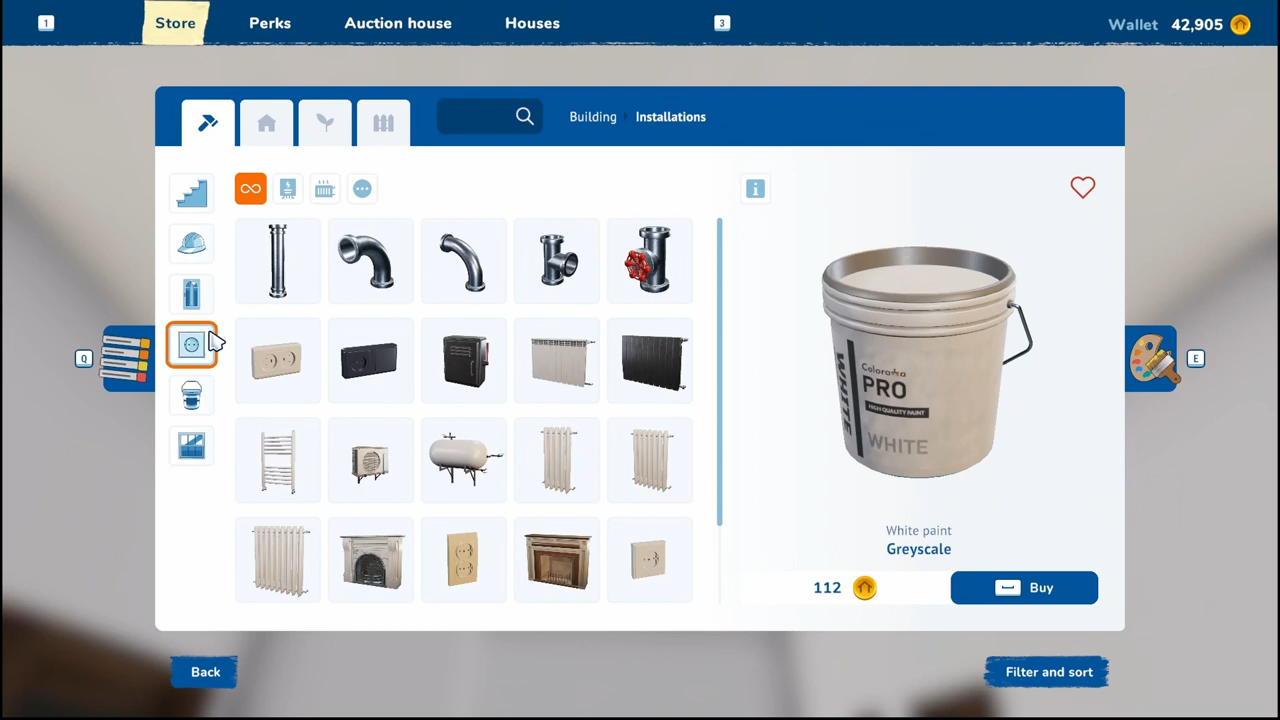 1 Store Perks Auction house Houses 3 Wallet 42,905
Building Installations
Q
E
Colorama
PRO
HIGH QUALITY PAINT
WHITE
WHITE
White paint
Greyscale
112 Buy
Back Filter and sort